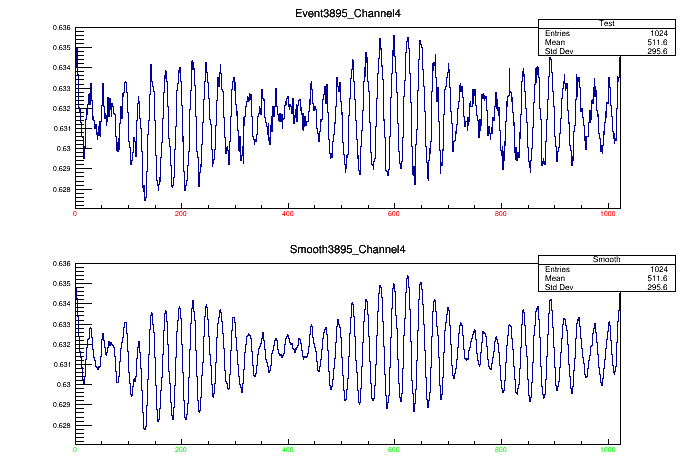 Event3895_Channel4
Test
Entries 1024
Mean 511.6
Std Dev 295.6
0.636
0.635
0.634
0.633
0.632
0.631
0.63
0.629
0.628
0 200 400 600 800 1000
Smooth3895_Channel4
Smooth
Entries 1024
Mean 511.6
Std Dev 295.6
0.636
0.635
0.634
0.633
0.632
0.631
0.63
0.629
0.628
0 200 400 600 800 1000